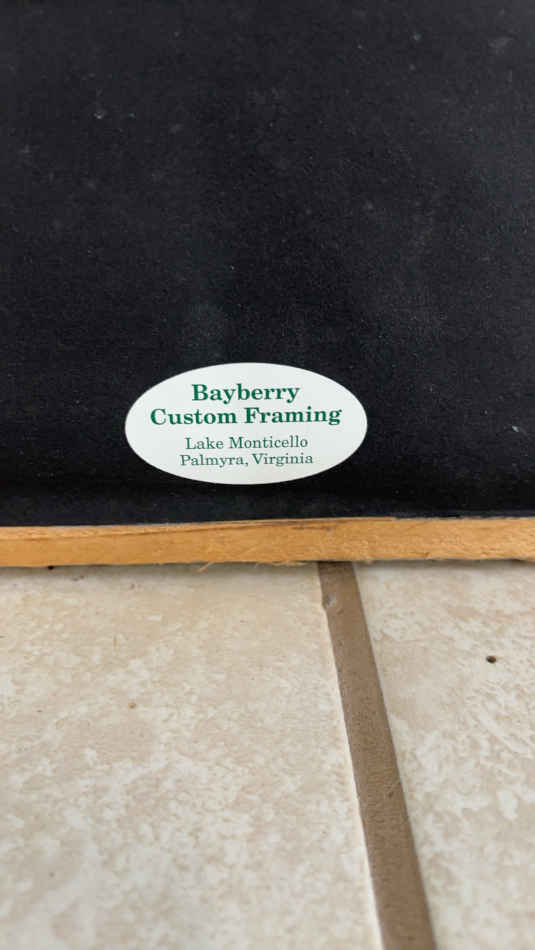 Bayberry
Custom Framing
Lake Monticello
Palmyra, Virginia